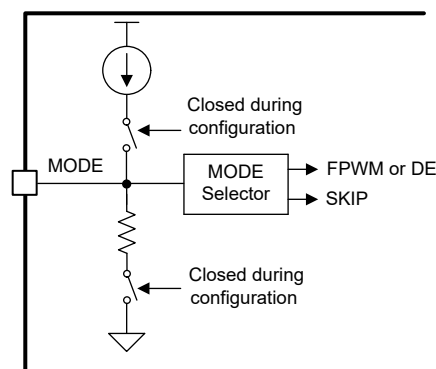 Closed during
configuration
MODE
MODE
Selector
FPWM or DE
SKIP
Closed during
configuration